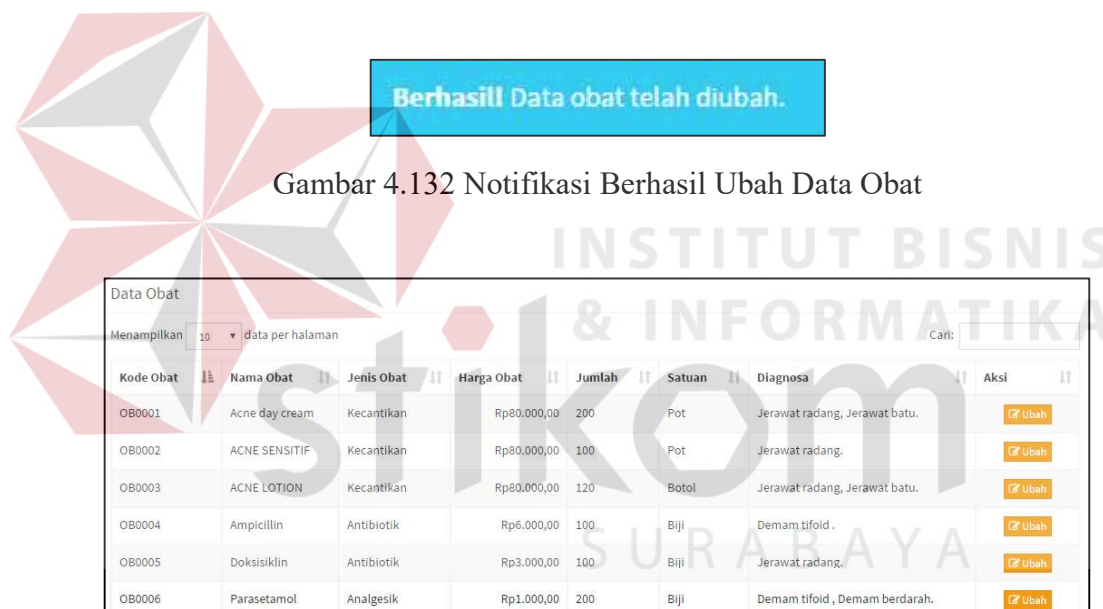 Berhasil! Data obat telah diubah.
Gambar 4.132 Notifikasi Berhasil Ubah Data Obat
INSTITUT BISNIS
& INFORMATIKA
stikom
SURABAYA
Data Obat
Menampilkan 10 data per halaman Cari:
Kode Obat Nama Obat Jenis Obat Harga Obat Jumlah Satuan Diagnosa Aksi
OB0001 Acne day cream Kecantikan Rp80.000,00 200 Pot Jerawat radang, Jerawat batu. Ubah
OB0002 ACNE SENSITIF Kecantikan Rp80.000,00 100 Pot Jerawat radang. Ubah
OB0003 ACNE LOTION Kecantikan Rp80.000,00 120 Botol Jerawat radang, Jerawat batu. Ubah
OB0004 Ampicillin Antibiotik Rp6.000,00 100 Biji Demam tifoid . Ubah
OB0005 Doksisiklin Antibiotik Rp3.000,00 100 Biji Jerawat radang. Ubah
OB0006 Parasetamol Analgesik Rp1.000,00 200 Biji Demam tifoid , Demam berdarah. Ubah